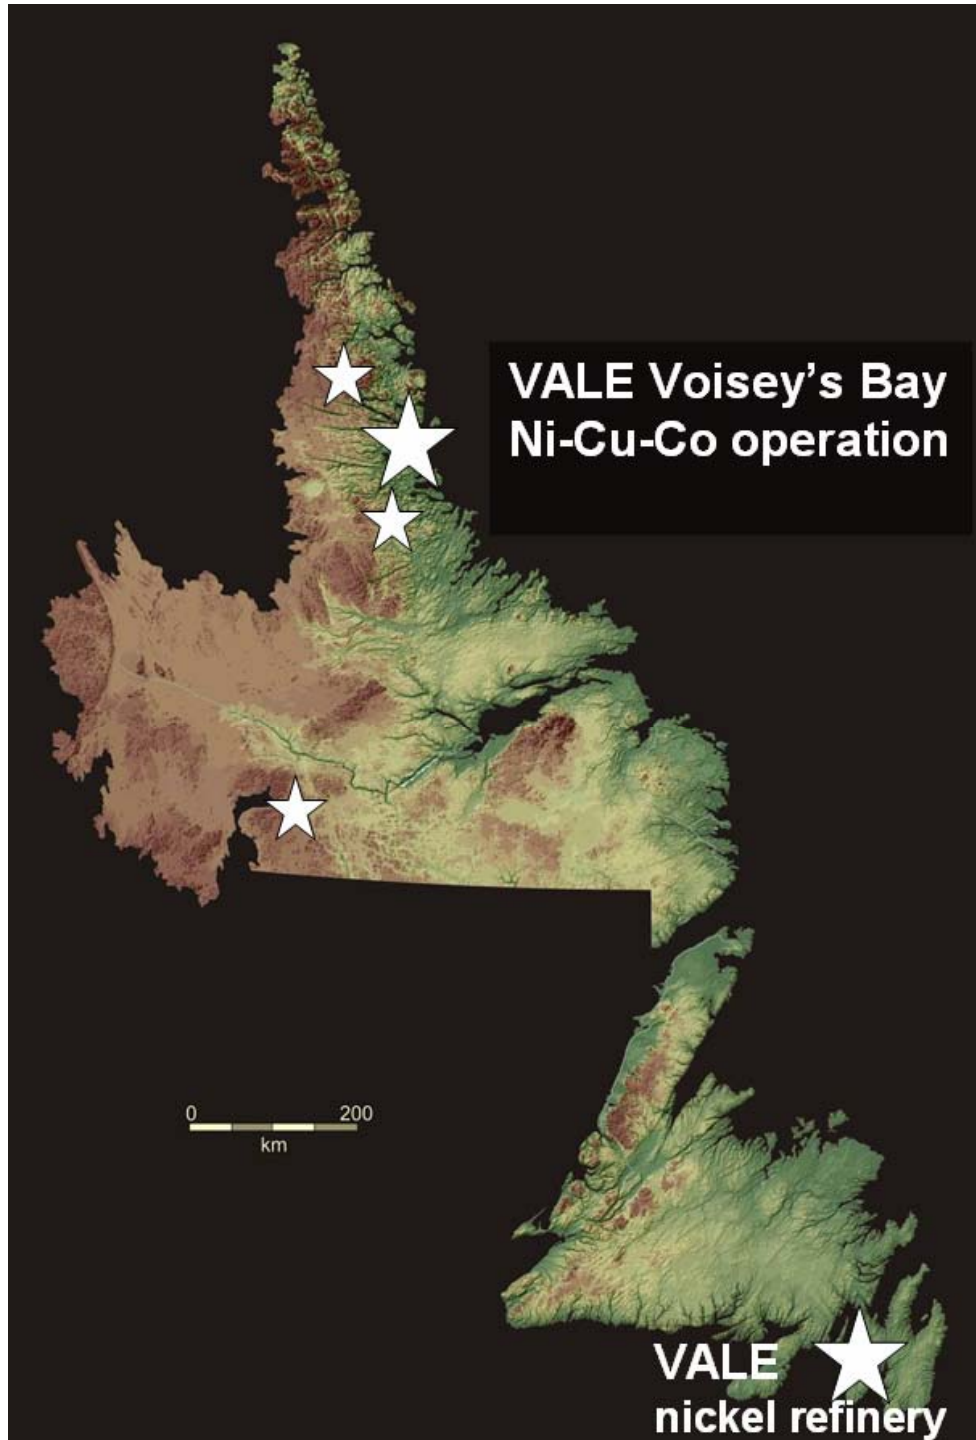 VALE Voisey's Bay
Ni-Cu-Co operation
0 200
km
VALE
nickel refinery